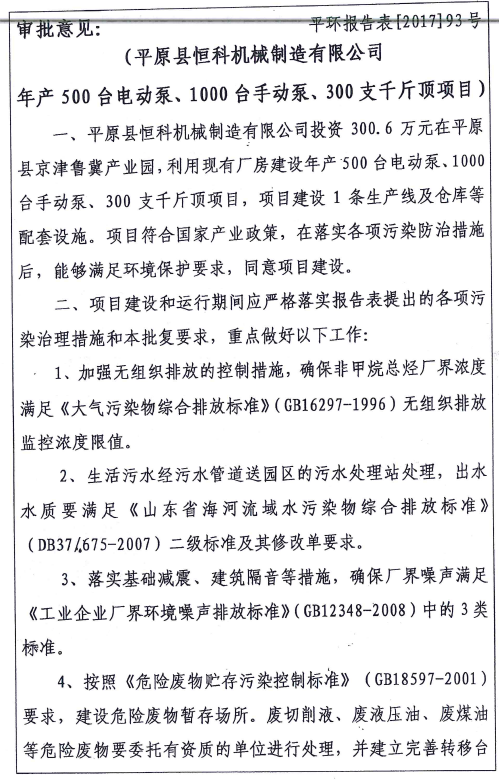 审批意见：
平环报告表[2017]93号
（平原县恒科机械制造有限公司
年产500台电动泵、1000台手动泵、300支千斤顶项目）
一、平原县恒科机械制造有限公司投资300.6万元在平原
县京津鲁冀产业园，利用现有厂房建设年产500台电动泵、1000
台手动泵、300支千斤顶项目，项目建设1条生产线及仓库等
配套设施。项目符合国家产业政策，在落实各项污染防治措施
后，能够满足环境保护要求，同意项目建设。
二、项目建设和运行期间应严格落实报告表提出的各项污
染治理措施和本批复要求，重点做好以下工作：
1、加强无组织排放的控制措施，确保非甲烷总烃厂界浓度
满足《大气污染物综合排放标准》（GB16297-1996）无组织排放
监控浓度限值。
2、生活污水经污水管道送园区的污水处理站处理，出水
水质要满足《山东省海河流域水污染物综合排放标准》
（DB37/675-2007）二级标准及其修改单要求。
3、落实基础减震、建筑隔音等措施，确保厂界噪声满足
《工业企业厂界环境噪声排放标准》（GB12348-2008）中的3类
标准。
4、按照《危险废物贮存污染控制标准》（GB18597-2001）
要求，建设危险废物暂存场所。废切削液、废液压油、废煤油
等危险废物要委托有资质的单位进行处理，并建立完善转移台